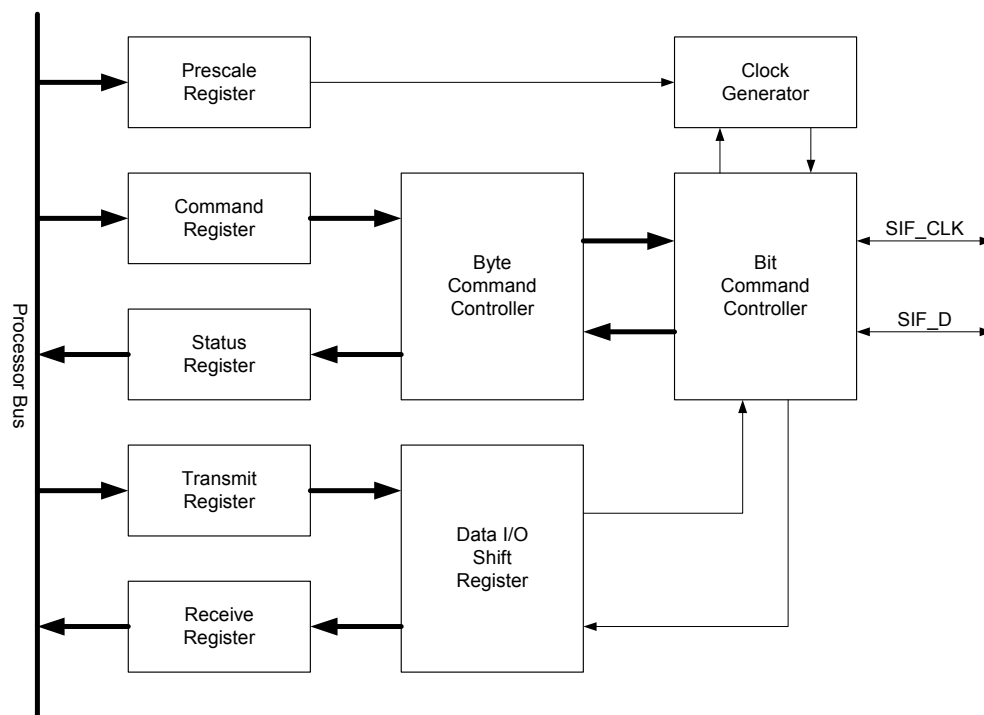 Prescale
Register
Clock
Generator
Command
Register
Byte
Command
Controller
Bit
Command
Controller
SIF_CLK
SIF_D
Status
Register
Processor Bus
Transmit
Register
Data I/O
Shift
Register
Receive
Register